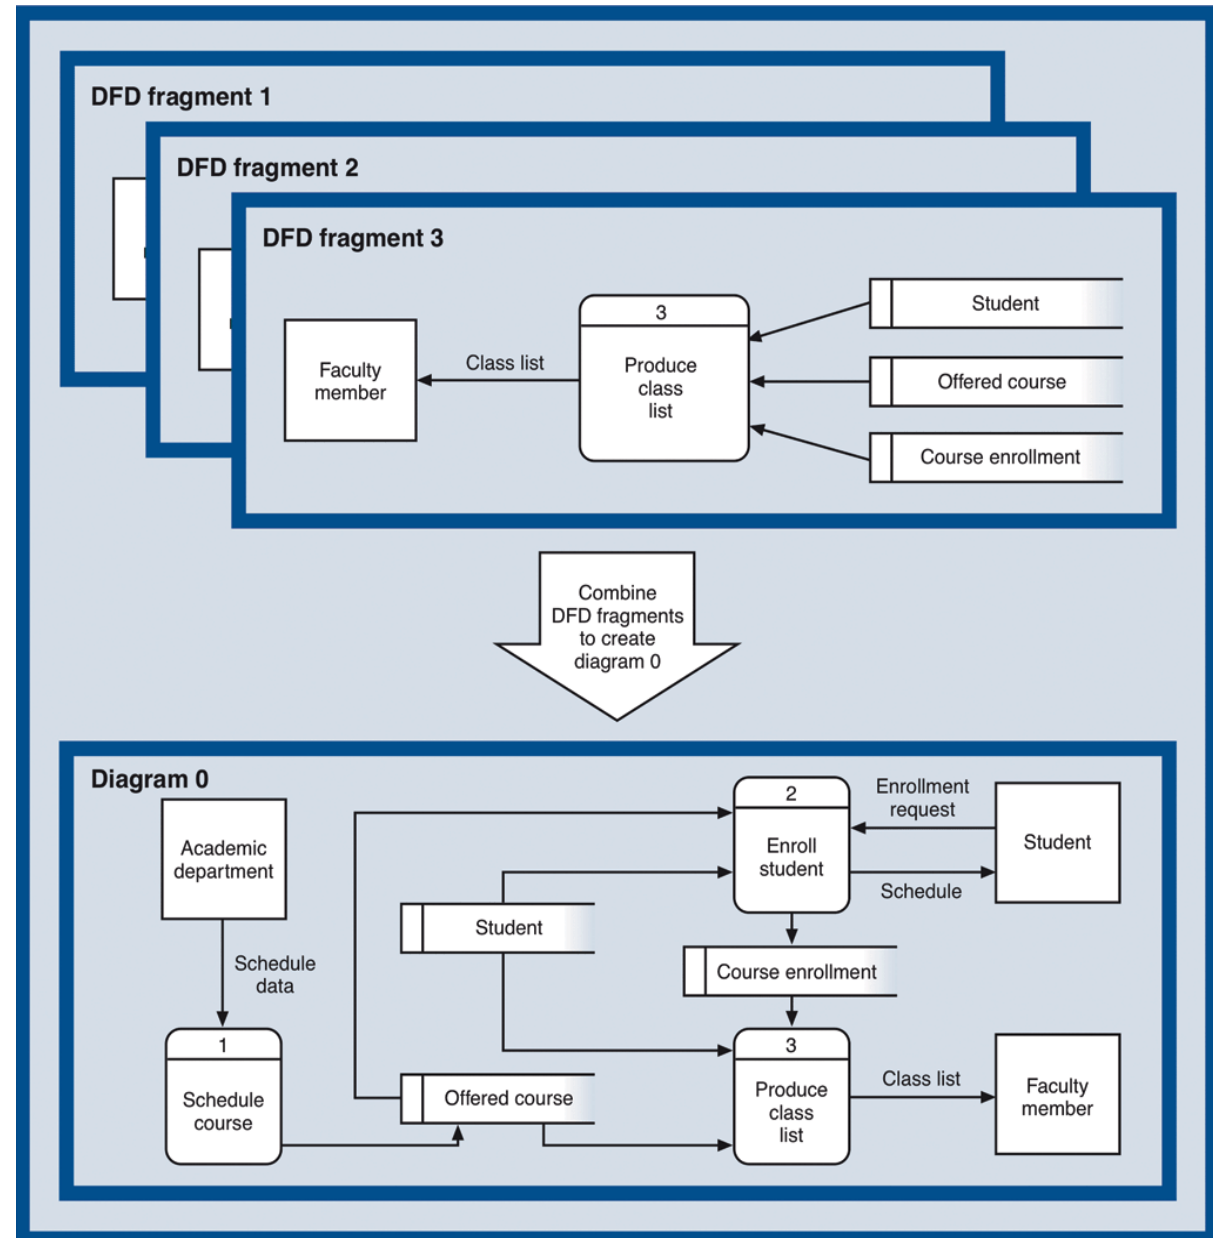 DFD fragment 1
DFD fragment 2
DFD fragment 3
Faculty
member
Class list
3
Produce
class
list
Student
Offered course
Course enrollment
Combine
DFD fragments
to create
diagram 0
Diagram 0
Academic
department
Schedule
data
1
Schedule
course
Student
Offered course
2
Enroll
student
Enrollment
request
Schedule
Student
Course enrollment
3
Produce
class
list
Class list
Faculty
member